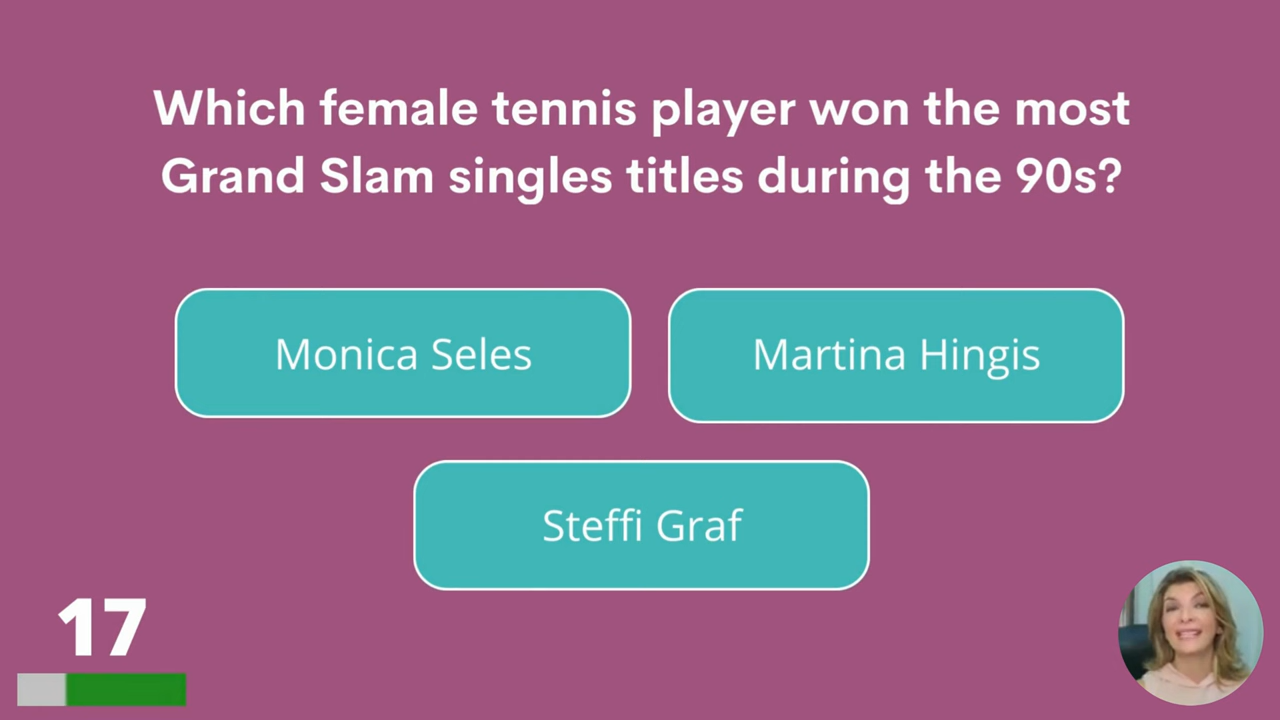 Which female tennis player won the most
Grand Slam singles titles during the 90s?
Monica Seles
Martina Hingis
Steffi Graf
17